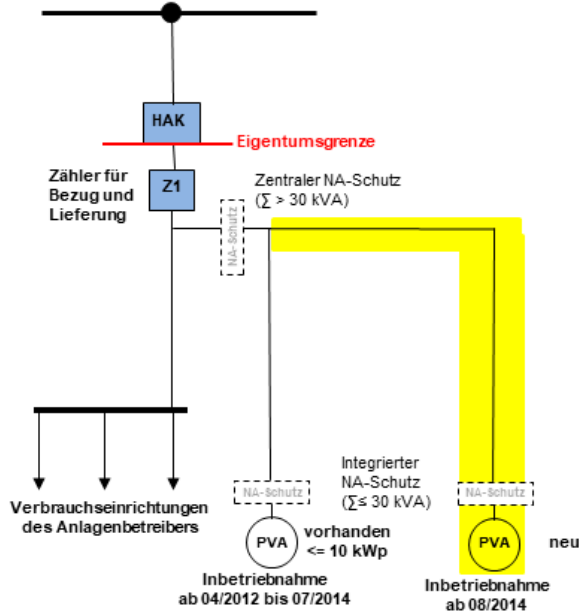 HAK
Eigentumsgrenze
Zähler für
Bezug und
Lieferung
Z1
Zentraler NA-Schutz
(∑ > 30 kVA)
NA-Schutz
Integrierter
NA-Schutz
(∑≤ 30 kVA)
NA-Schutz
NA-Schutz
Verbrauchseinrichtungen
des Anlagenbetreibers
PVA
vorhanden
<= 10 kWp
PVA
neu
Inbetriebnahme
ab 04/2012 bis 07/2014
Inbetriebnahme
ab 08/2014